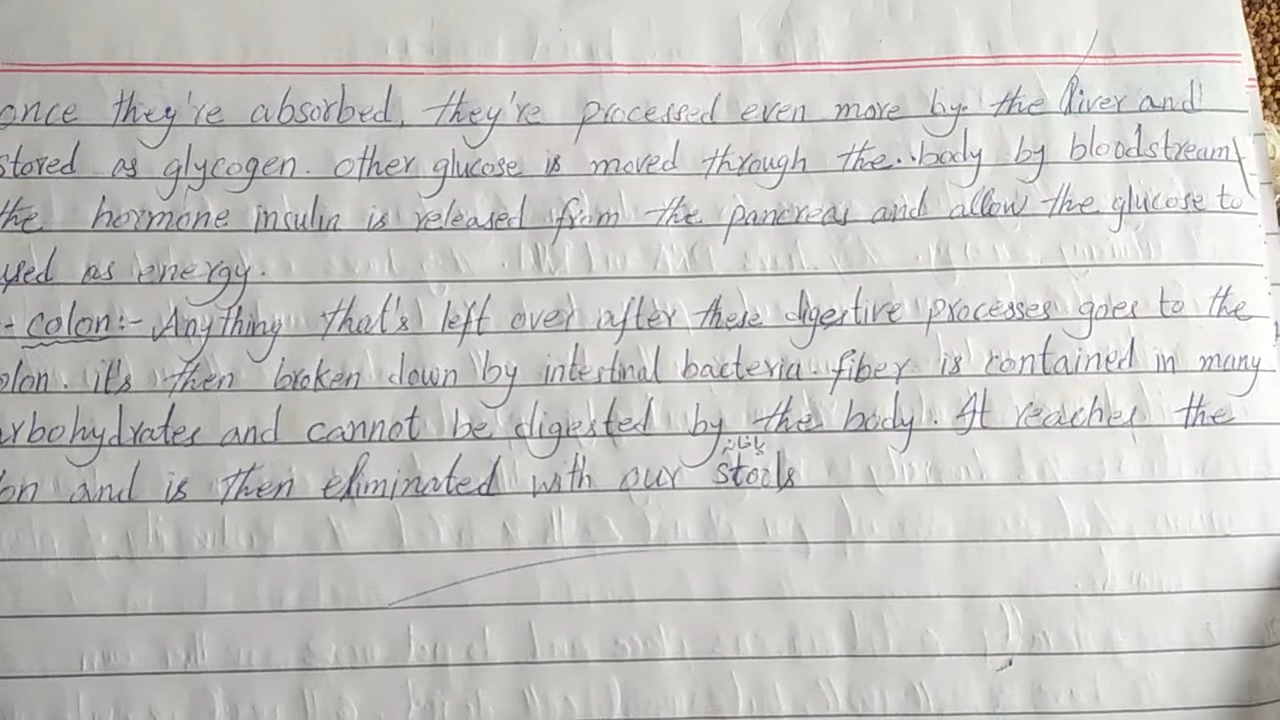 once they're absorbed, they're processed even more by the liver and
stored as glycogen. other glucose is moved through the body by bloodstream
the hormone insulin is released from the pancreas and allow the glucose to
used as energy.
- colon:- Anything that's left over after these digestive processes goes to the
olon. it's then broken down by intestinal bacteria. fiber is contained in many
arbohydrates and cannot be digested by the body. It reaches the
پاخانہ
on and is then eliminated with our stools